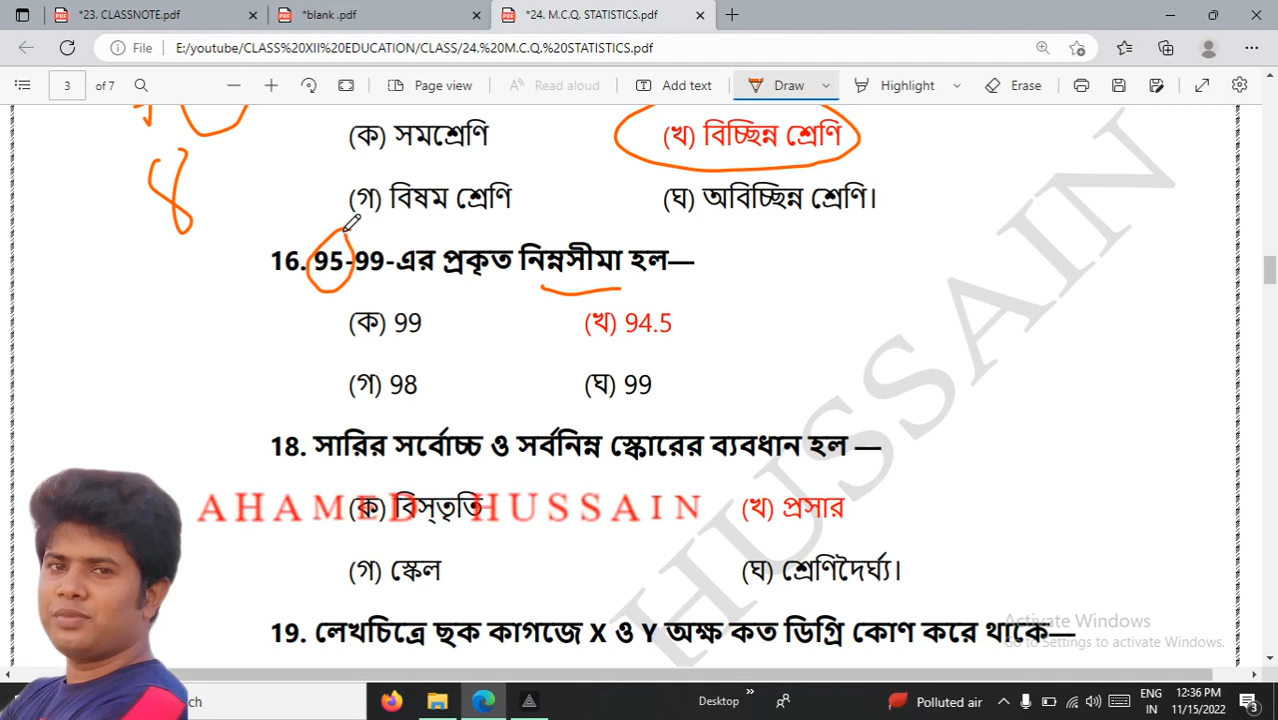 *23. CLASSNOTE.pdf
*blank .pdf
*24. M.C.Q. STATISTICS.pdf
File E:/youtube/CLASS%20XII%20EDUCATION/CLASS/24.%20M.C.Q.%20STATISTICS.pdf
3 of 7 Page view Read aloud Add text Draw Highlight Erase
(ক) সমশ্রেণি (খ) বিচ্ছিন্ন শ্রেণি
8
(গ) বিষম শ্রেণি (ঘ) অবিচ্ছিন্ন শ্রেণি।
16. 95-99-এর প্রকৃত নিম্নসীমা হল—
(ক) 99 (খ) 94.5
(গ) 98 (ঘ) 99
18. সারির সর্বোচ্চ ও সর্বনিম্ন স্কোরের ব্যবধান হল —
(ক) বিস্তৃতি (খ) প্রসার
AHAMED HUSSAIN
(গ) স্কেল (ঘ) শ্রেণিদৈর্ঘ্য।
19. লেখচিত্রে ছক কাগজে X ও Y অক্ষ কত ডিগ্রি কোণ করে থাকে—
HUSSAIN
Activate Windows
Go to Settings to activate Windows.
rch
Desktop
Polluted air
ENG
IN
12:36 PM
11/15/2022
3